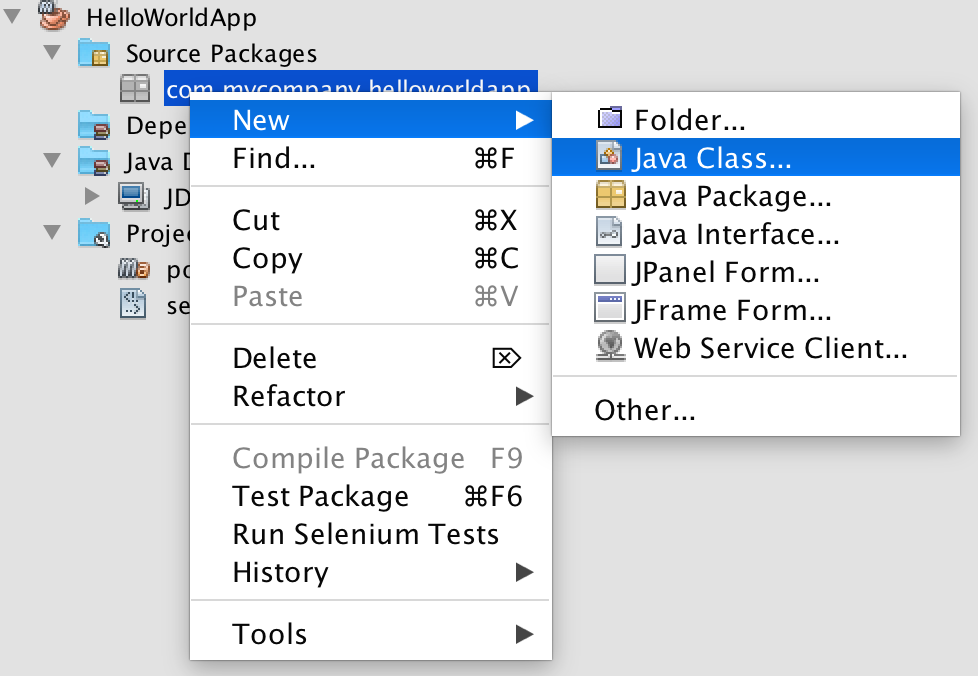 HelloWorldApp
Source Packages
com.mycompany.helloworldapp
Depe
Java D
JD
Projec
po
se
New
Find... ⌘F
Cut ⌘X
Copy ⌘C
Paste ⌘V
Delete ⌦
Refactor
Compile Package F9
Test Package ⌘F6
Run Selenium Tests
History
Tools
Folder...
Java Class...
Java Package...
Java Interface...
JPanel Form...
JFrame Form...
Web Service Client...
Other...